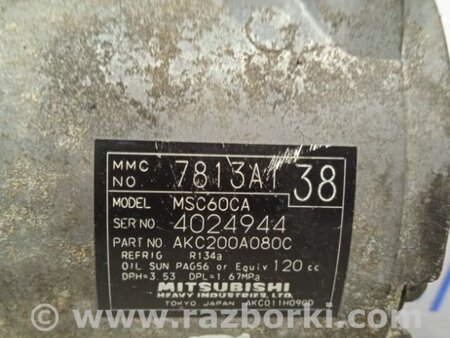 MMC NO. 7813A1 38
MODEL MSC60CA
SER NO 4024944
PART NO. AKC200A080C
REFRIG R134a
OIL SUN PAG56 or Equiv 120 cc
DPH=3.53 DPL=1.67MPa
MITSUBISHI
HEAVY INDUSTRIES, LTD.
TOKYO JAPAN AKC011H090D
© www.razborki.com